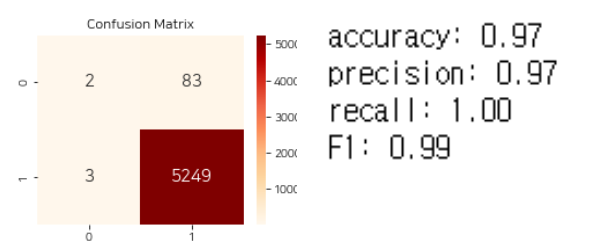 Confusion Matrix
0
2
83
1
3
5249
0
1
5000
4000
3000
2000
1000
accuracy: 0.97
precision: 0.97
recall: 1.00
F1: 0.99